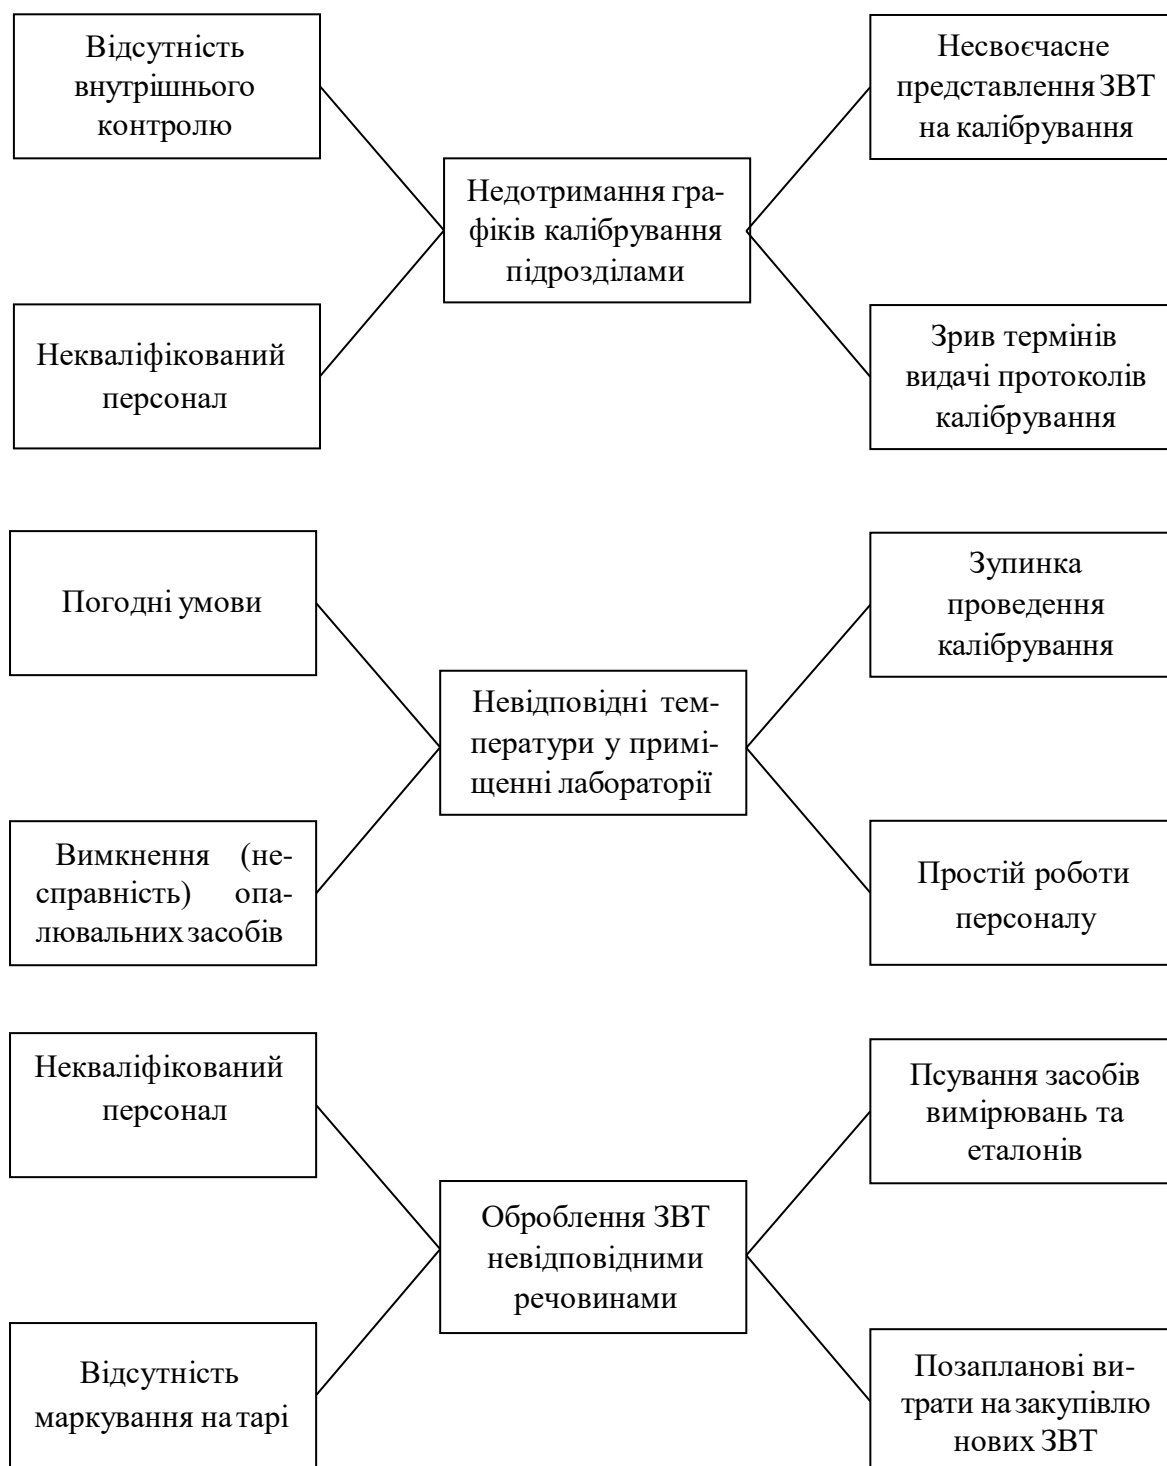 Відсутність
внутрішнього
контролю
Несвоєчасне
представлення ЗВТ
на калібрування
Недотримання гра-
фіків калібрування
підрозділами
Некваліфікований
персонал
Зрив термінів
видачі протоколів
калібрування
Погодні умови
Зупинка
проведення
калібрування
Невідповідні тем-
ператури у примі-
щенні лабораторії
Вимкнення (не-
справність) опа-
лювальних засобів
Простій роботи
персоналу
Некваліфікований
персонал
Псування засобів
вимірювань та
еталонів
Оброблення ЗВТ
невідповідними
речовинами
Відсутність
маркування на тарі
Позапланові ви-
трати на закупівлю
нових ЗВТ